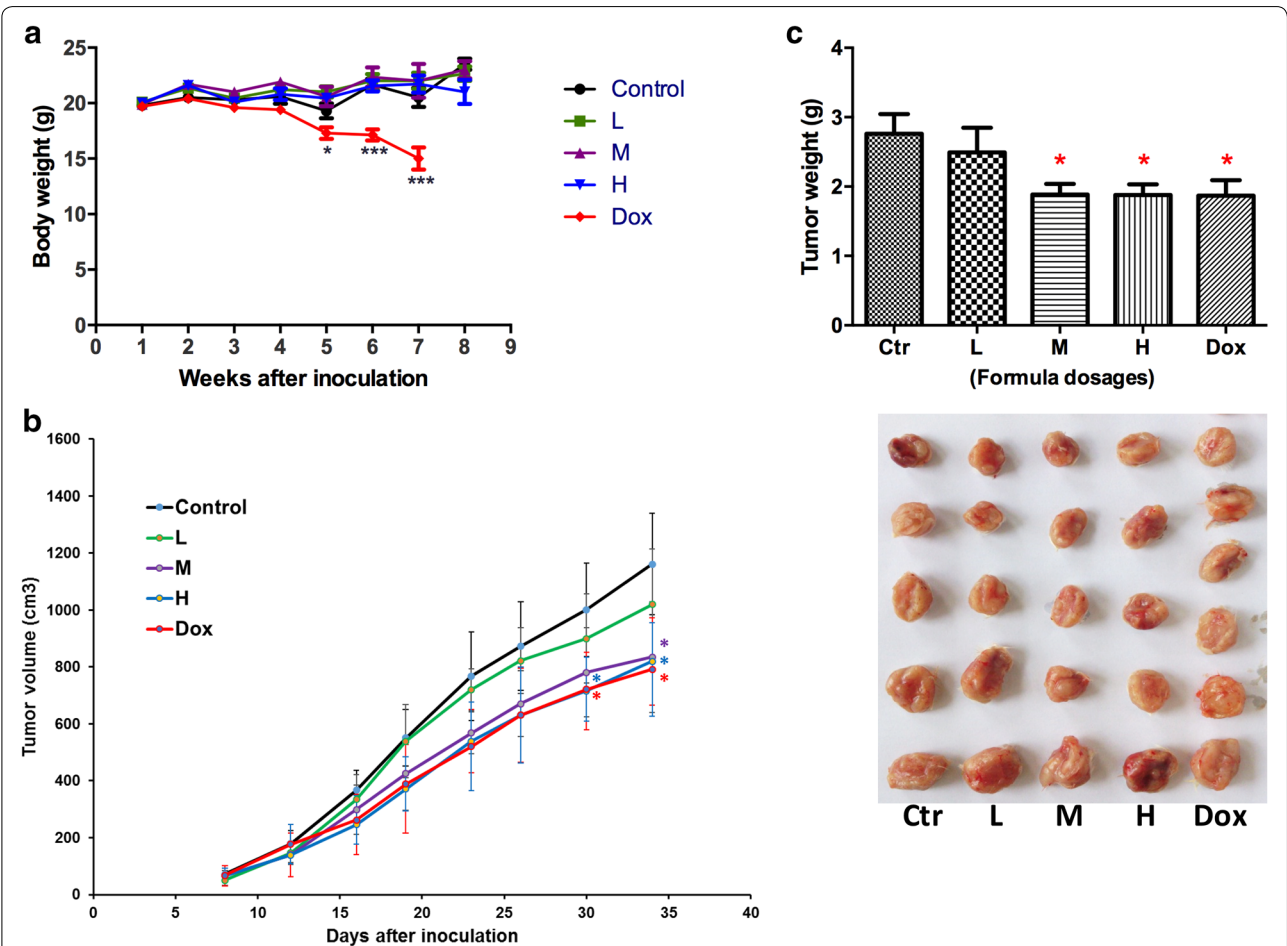 a
25
20
15
10
5
0
Body weight (g)
*
***
***
0 1 2 3 4 5 6 7 8 9
Weeks after inoculation
Control
L
M
H
Dox
c
4
3
2
1
0
Tumor weight (g)
* * *
Ctr L M H Dox
(Formula dosages)
b
1600
1400
1200
1000
800
600
400
200
0
Tumor volume (cm3)
Control
L
M
H
Dox
*
*
*
*
*
0 5 10 15 20 25 30 35 40
Days after inoculation
Ctr L M H Dox